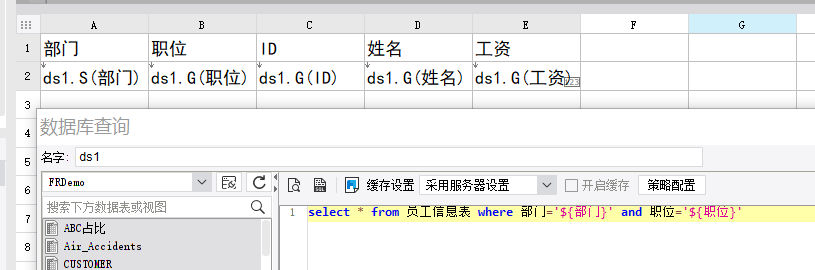 A B C D E F G
1 部门 职位 ID 姓名 工资
2 ds1.S(部门) ds1.G(职位) ds1.G(ID) ds1.G(姓名) ds1.G(工资)
3
4 数据库查询
5 名字: ds1
6 FRDemo 缓存设置 采用服务器设置 开启缓存 策略配置
7 搜索下方数据表或视图 1 select * from 员工信息表 where 部门='${部门}' and 职位='${职位}'
8 ABC占比
Air_Accidents
CUSTOMER